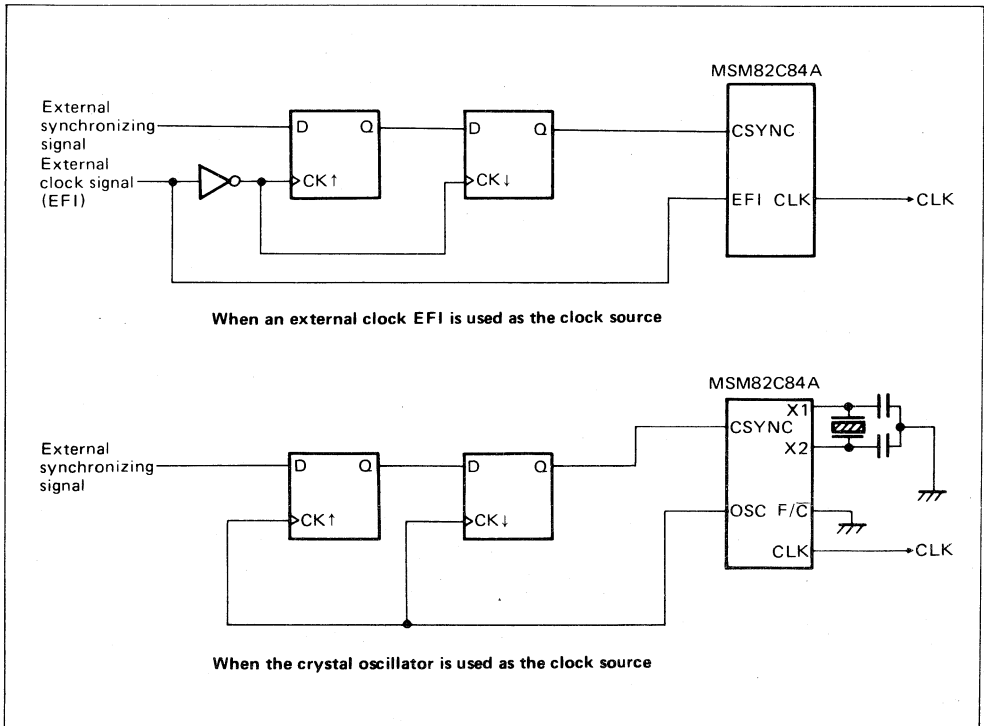 MSM82C84A
External
synchronizing
signal
D Q D Q CSYNC
External
clock signal
(EFI)
CK↑ CK↓
EFI CLK CLK
When an external clock EFI is used as the clock source
MSM82C84A
X1
CSYNC
X2
External
synchronizing
signal
D Q D Q
CK↑ CK↓
OSC F/C̅
CLK CLK
When the crystal oscillator is used as the clock source